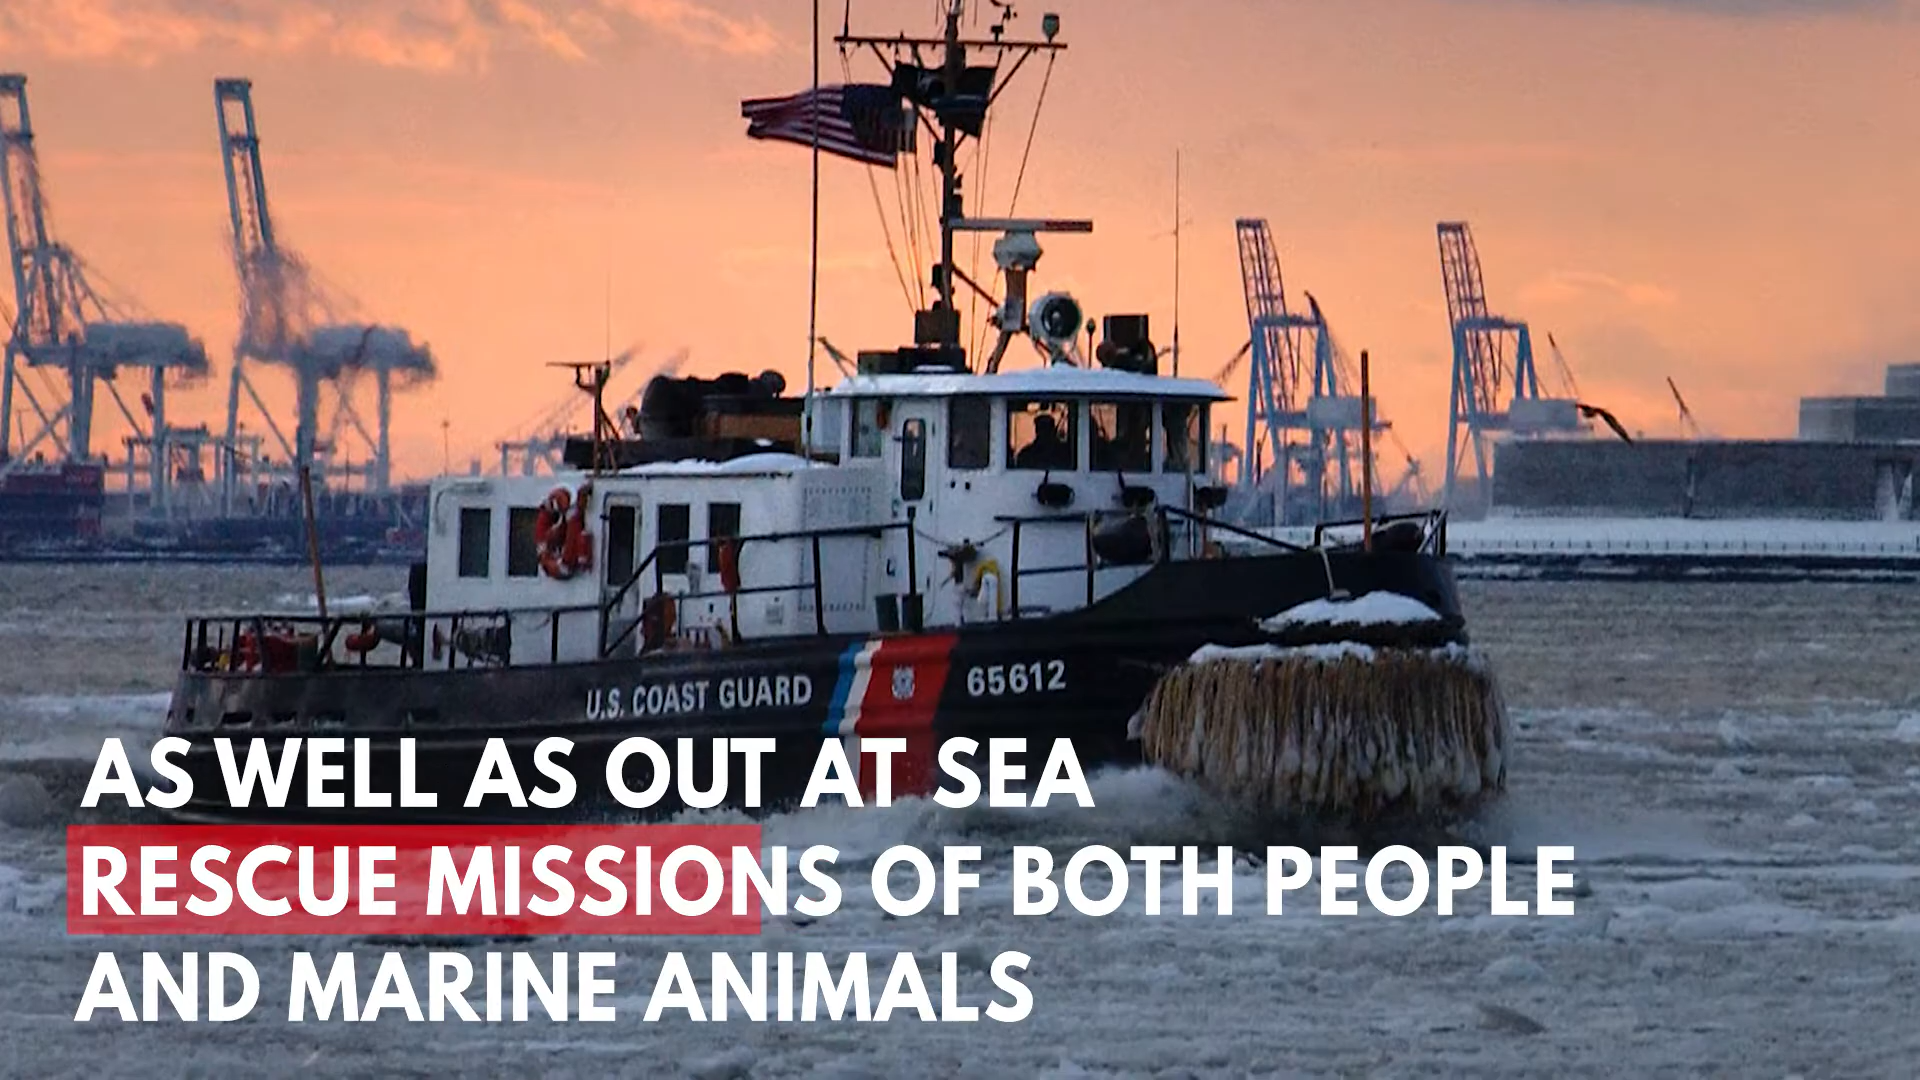 U.S. COAST GUARD
65612
AS WELL AS OUT AT SEA
RESCUE MISSIONS OF BOTH PEOPLE
AND MARINE ANIMALS